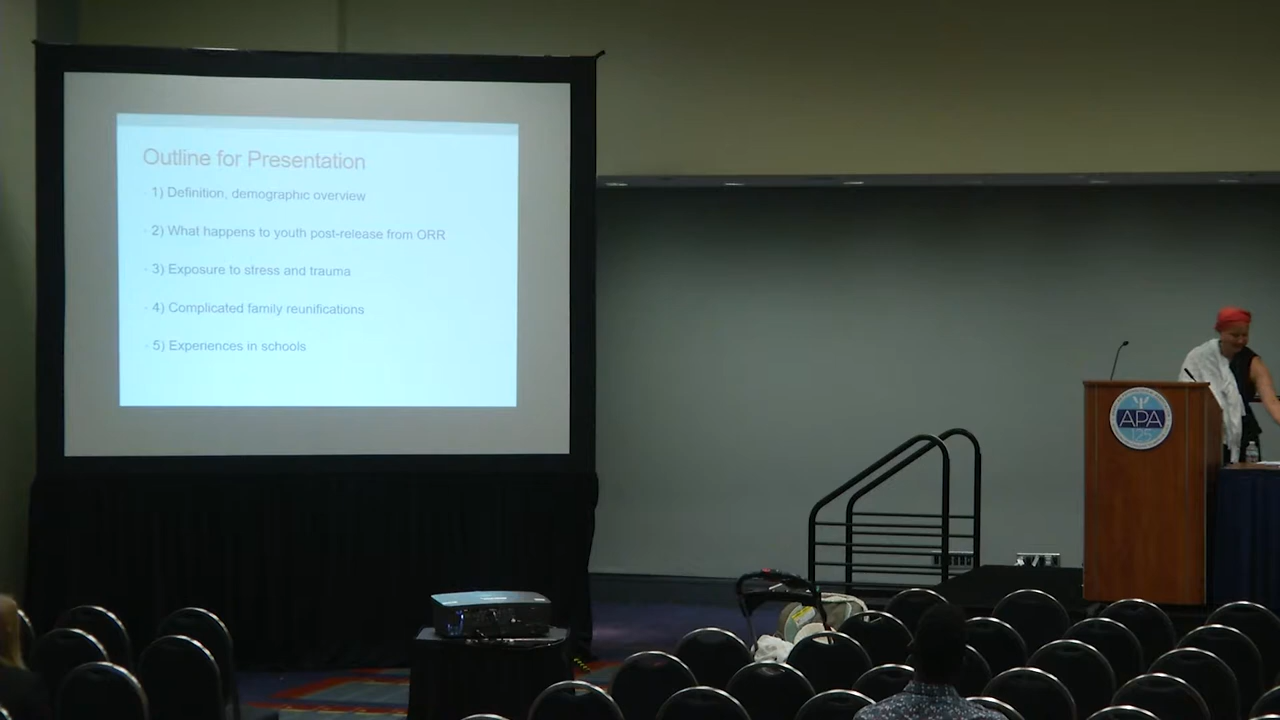 Outline for Presentation
1) Definition, demographic overview
2) What happens to youth post-release from ORR
3) Exposure to stress and trauma
4) Complicated family reunifications
5) Experiences in schools
APA
125